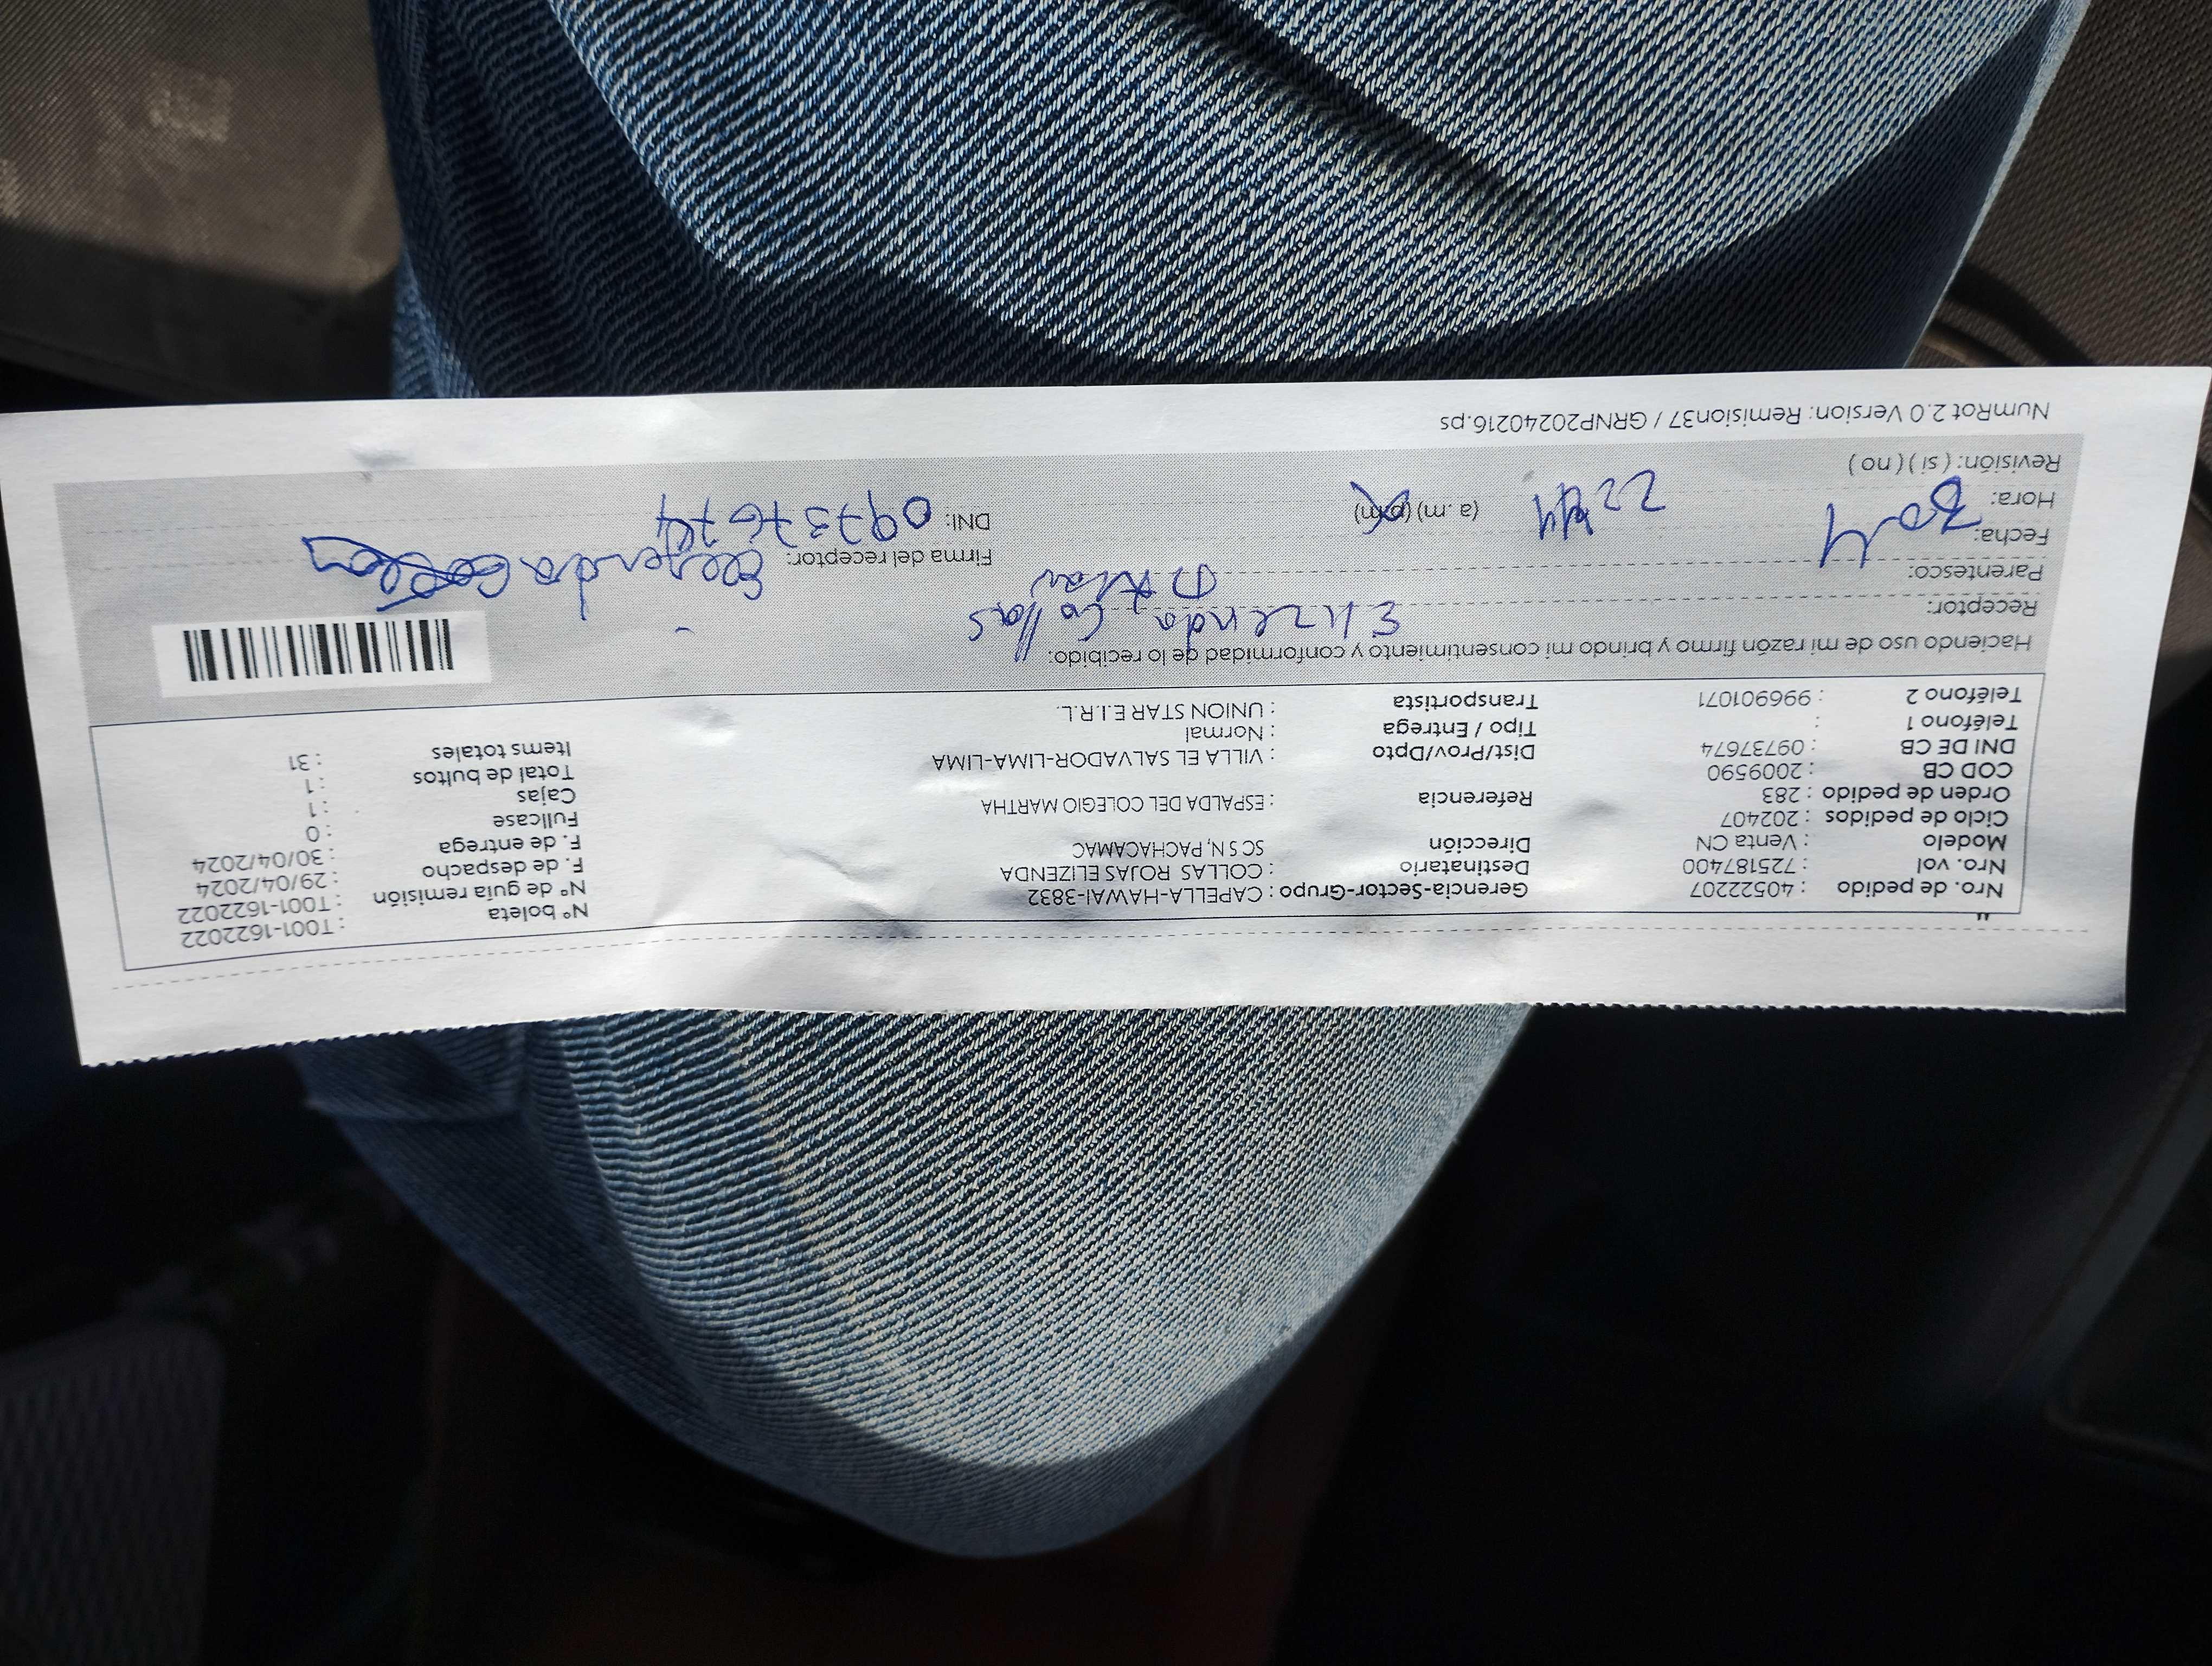 Nro. de pedido : 40522207 Gerencia-Sector-Grupo : CAPELLA-HAWAI-3832 N° boleta : T001-1622022
Nro. vol : 725187400 Destinatario : COLLAS ROJAS ELIZENDA N° de guía remisión : T001-1622022
Modelo : Venta CN Dirección SC S N, PACHACAMAC F. de despacho : 29/04/2024
Ciclo de pedidos : 202407 F. de entrega : 30/04/2024
Orden de pedido : 283 Referencia : ESPALDA DEL COLEGIO MARTHA Fullcase : 0
COD CB : 2009590 Cajas : 1
DNI DE CB : 09737674 Dist/Prov/Dpto : VILLA EL SALVADOR-LIMA-LIMA Total de bultos : 1
Teléfono 1 : Tipo / Entrega : Normal Items totales : 31
Teléfono 2 : 996901071 Transportista : UNION STAR E.I.R.L.
Haciendo uso de mi razón firmo y brindo mi consentimiento y conformidad de lo recibido:
Receptor: Elizenda Collas
Parentesco:
Fecha: 30 4 Firma del receptor:
Hora: (a.m) (p.m) DNI: 09737674
Revisión: ( si ) ( no )
NumRot 2.0 Version: Remision37 / GRNP20240216.ps